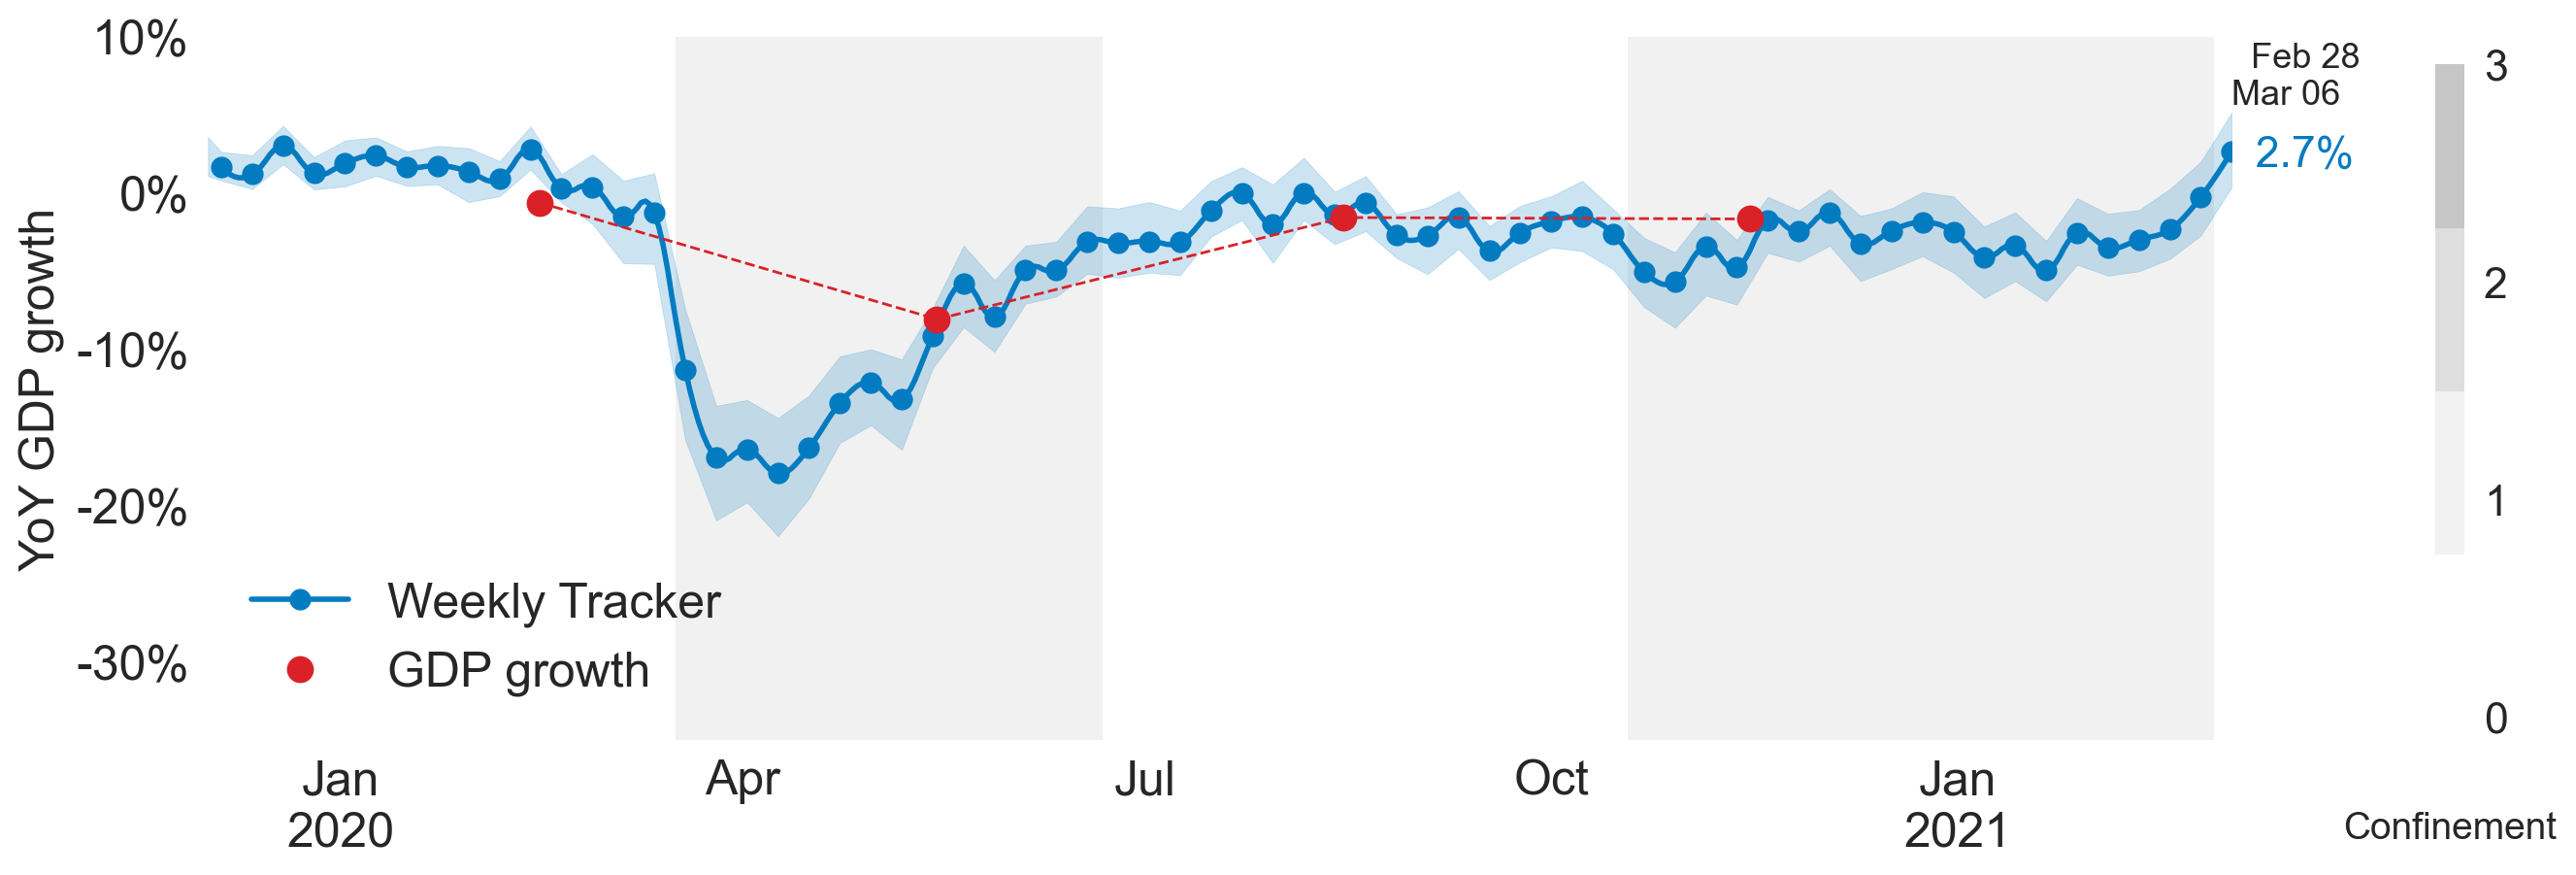 10%
0%
-10%
-20%
-30%
YoY GDP growth
Weekly Tracker
GDP growth
Jan
2020
Apr
Jul
Oct
Jan
2021
Feb 28
Mar 06
2.7%
3
2
1
0
Confinement